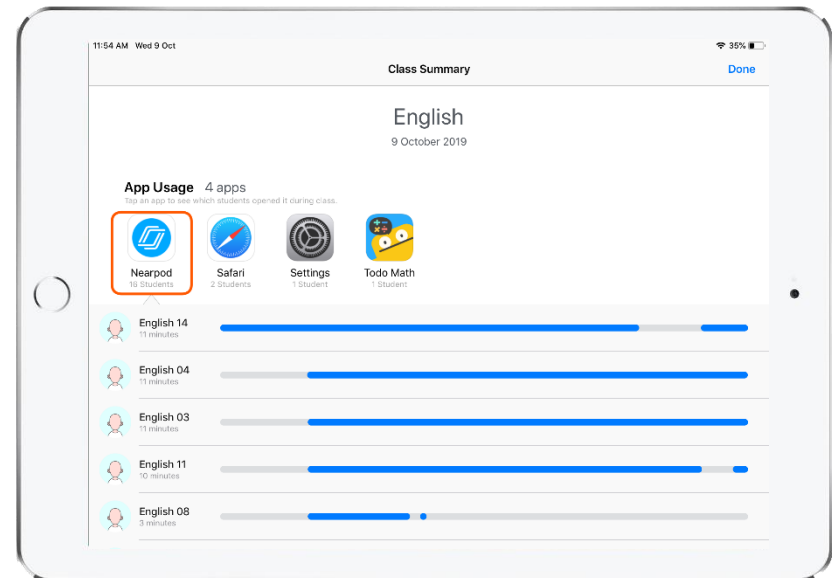 11:54 AM Wed 9 Oct 35%
Class Summary Done
English
9 October 2019
App Usage 4 apps
Tap an app to see which students opened it during class.
Nearpod Safari Settings Todo Math
16 Students 2 Students 1 Student 1 Student
English 14
11 minutes
English 04
11 minutes
English 03
11 minutes
English 11
10 minutes
English 08
3 minutes